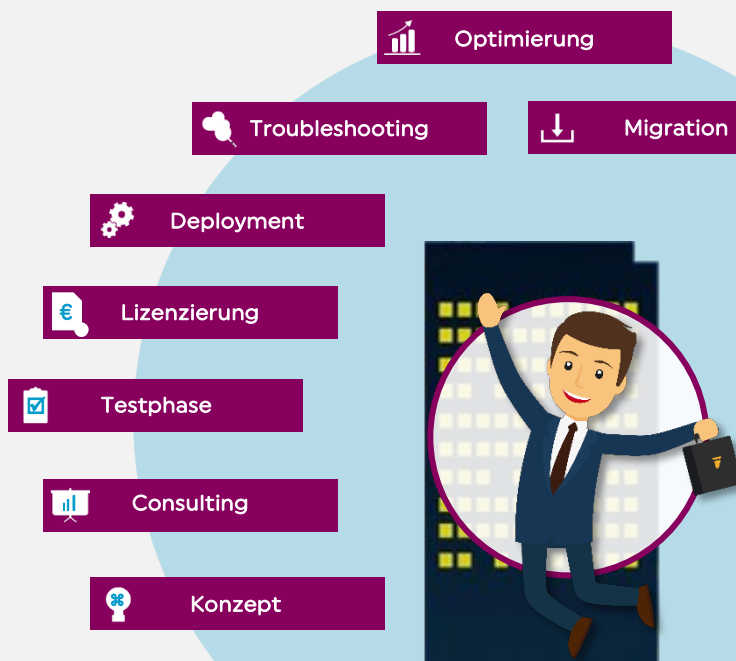 Optimierung
Troubleshooting
Migration
Deployment
€
Lizenzierung
Testphase
Consulting
⌘
Konzept